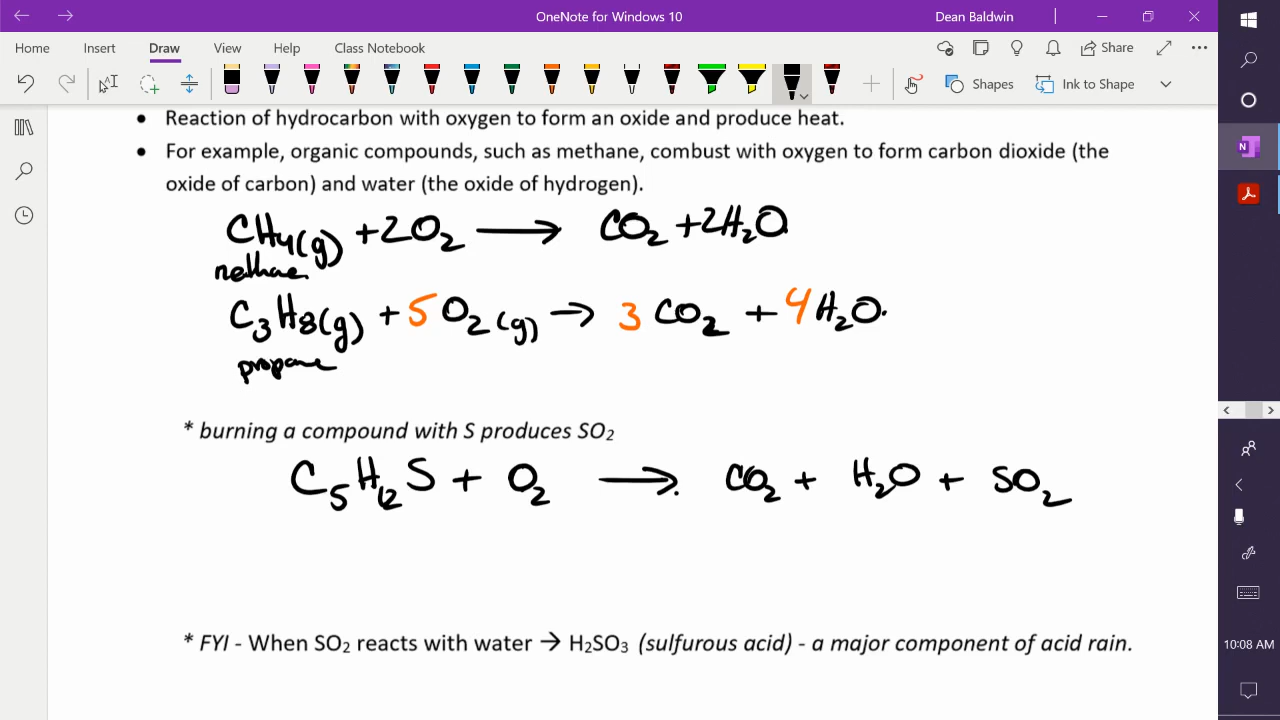 OneNote for Windows 10
Dean Baldwin
Home Insert Draw View Help Class Notebook Share
Shapes Ink to Shape
• Reaction of hydrocarbon with oxygen to form an oxide and produce heat.
• For example, organic compounds, such as methane, combust with oxygen to form carbon dioxide (the
oxide of carbon) and water (the oxide of hydrogen).
CH₄(g) + 2O₂ → CO₂ + 2H₂O
methane
C₃H₈(g) + 5 O₂(g) → 3 CO₂ + 4 H₂O
propane
* burning a compound with S produces SO₂
C₅H₁₂S + O₂ → CO₂ + H₂O + SO₂
* FYI - When SO₂ reacts with water → H₂SO₃ (sulfurous acid) - a major component of acid rain.
10:08 AM